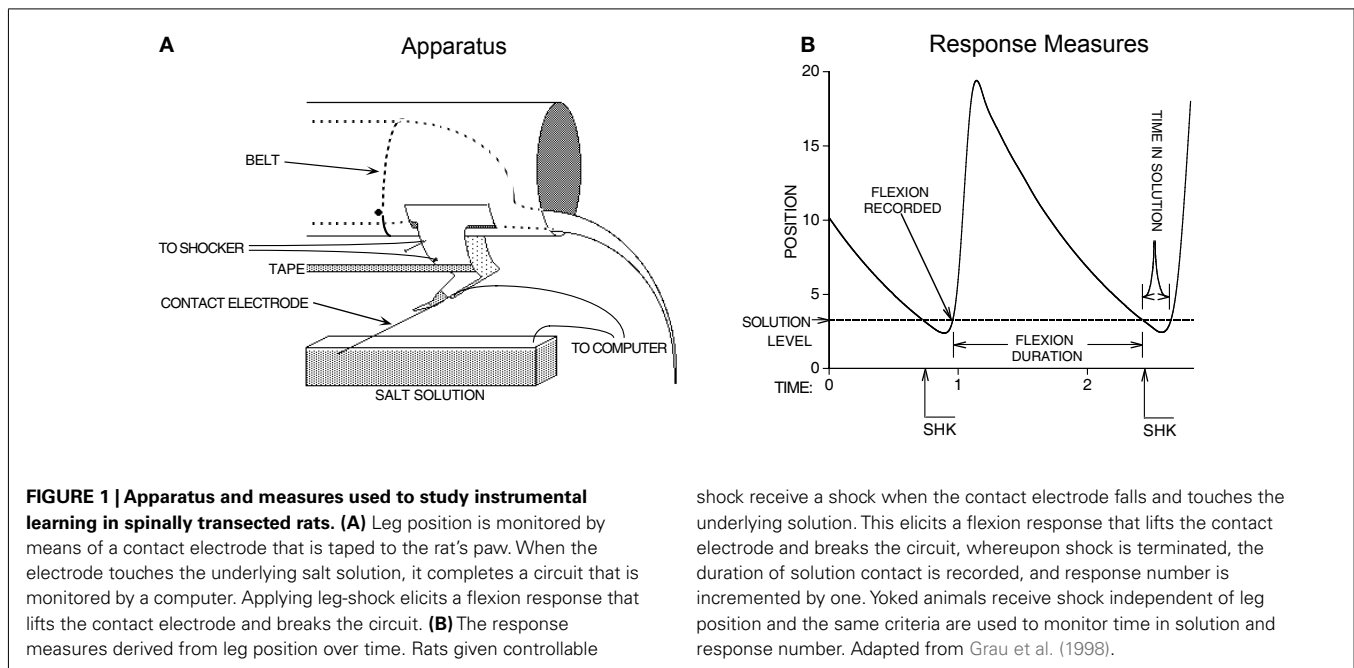 A
Apparatus
BELT
TO SHOCKER
TAPE
CONTACT ELECTRODE
TO COMPUTER
SALT SOLUTION
B
Response Measures
20
15
10
5
0
POSITION
FLEXION
RECORDED
TIME IN SOLUTION
SOLUTION
LEVEL
FLEXION
DURATION
TIME:
0
1
2
SHK
SHK
FIGURE 1 | Apparatus and measures used to study instrumental
learning in spinally transected rats. (A) Leg position is monitored by
means of a contact electrode that is taped to the rat's paw. When the
electrode touches the underlying salt solution, it completes a circuit that is
monitored by a computer. Applying leg-shock elicits a flexion response that
lifts the contact electrode and breaks the circuit. (B) The response
measures derived from leg position over time. Rats given controllable
shock receive a shock when the contact electrode falls and touches the
underlying solution. This elicits a flexion response that lifts the contact
electrode and breaks the circuit, whereupon shock is terminated, the
duration of solution contact is recorded, and response number is
incremented by one. Yoked animals receive shock independent of leg
position and the same criteria are used to monitor time in solution and
response number. Adapted from Grau et al. (1998).